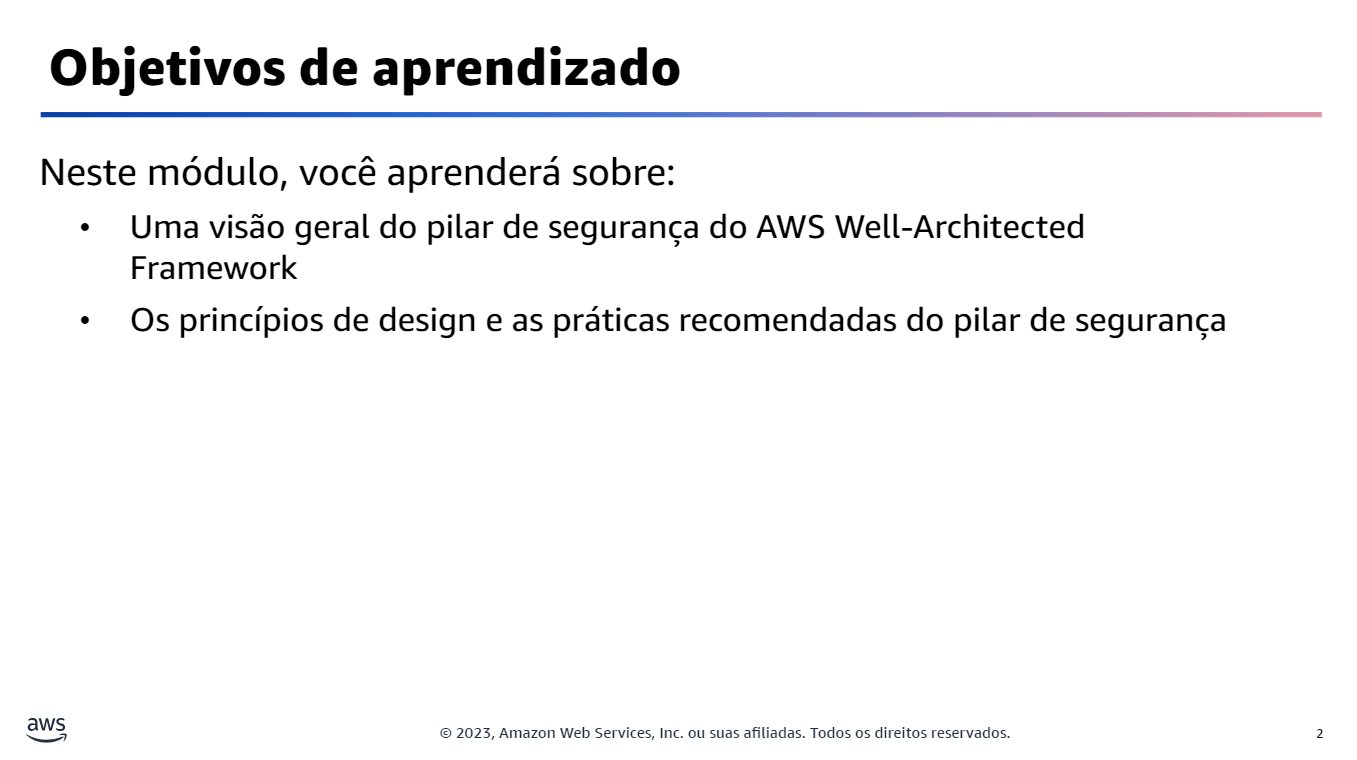 Objetivos de aprendizado
Neste módulo, você aprenderá sobre:
• Uma visão geral do pilar de segurança do AWS Well-Architected
Framework
• Os princípios de design e as práticas recomendadas do pilar de segurança
aws
© 2023, Amazon Web Services, Inc. ou suas afiliadas. Todos os direitos reservados.
2